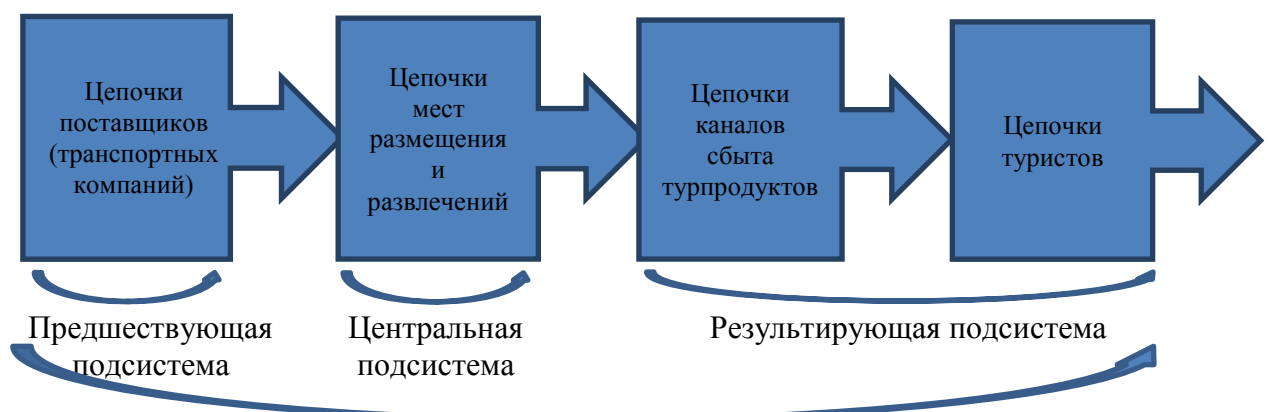 Цепочки
поставщиков
(транспортных
компаний)
Цепочки
мест
размещения
и
развлечений
Цепочки
каналов
сбыта
турпродуктов
Цепочки
туристов
Предшествующая
подсистема
Центральная
подсистема
Результирующая подсистема